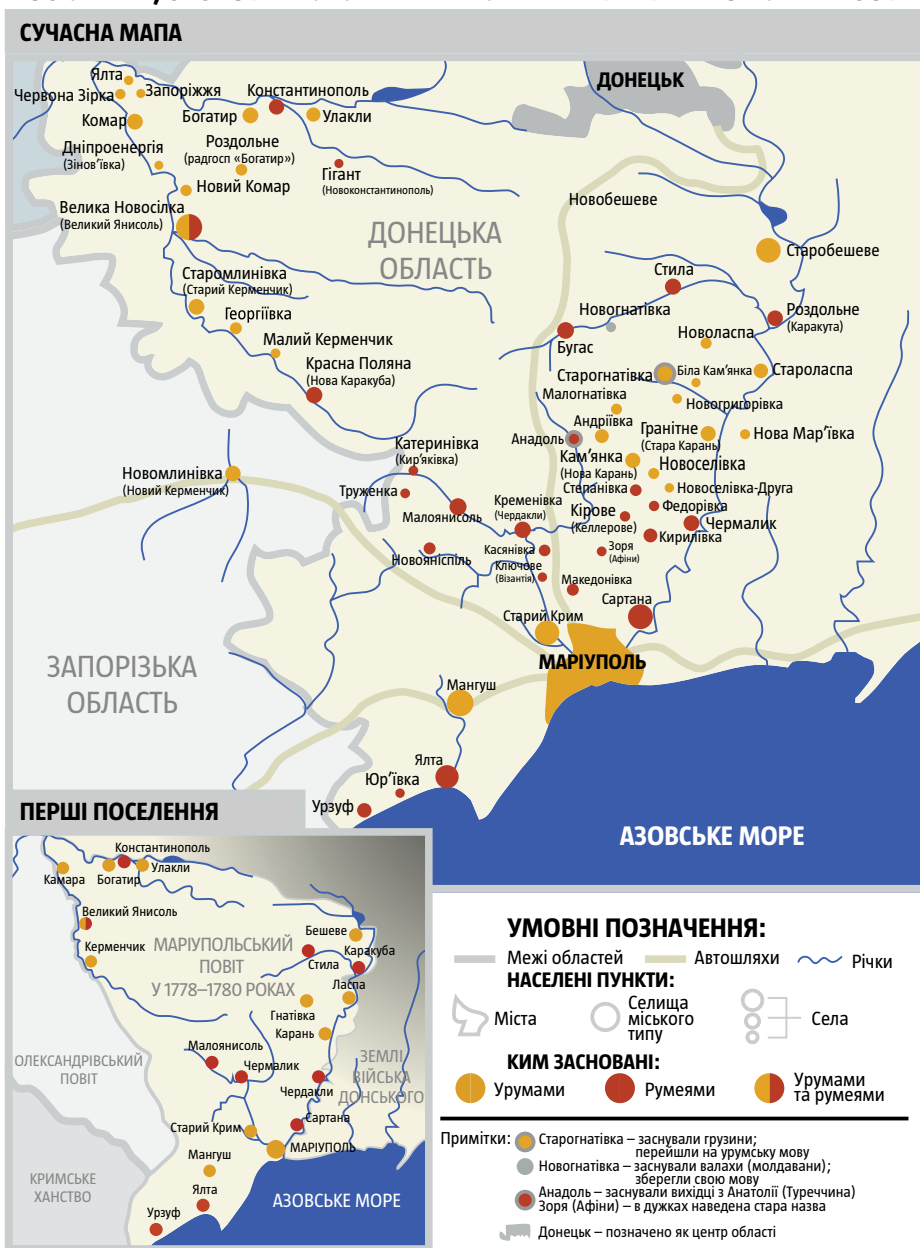 СУЧАСНА МАПА
ДОНЕЦЬК
Ялта
Червона Зірка
Запоріжжя
Константинополь
Комар
Богатир
Улакли
Дніпроенергія
(Зінов'ївка)
Роздольне
(радгосп «Богатир»)
Гігант
(Новоконстантинополь)
Новий Комар
Велика Новосілка
(Великий Янисоль)
Новобешеве
ДОНЕЦЬКА
ОБЛАСТЬ
Старобешеве
Старомлинівка
(Старий Керменчик)
Стила
Георгіївка
Новогнатівка
Роздольне
(Каракута)
Малий Керменчик
Бугас
Новоласпа
Красна Поляна
(Нова Каракуба)
Старогнатівка
Біла Кам'янка
Староласпа
Малогнатівка
Новогригорівка
Андріївка
Гранітне
(Стара Карань)
Нова Мар'ївка
Анадоль
Катеринівка
(Кир'яківка)
Кам'янка
(Нова Карань)
Новоселівка
Новомлинівка
(Новий Керменчик)
Труженка
Степанівка
Новоселівка-Друга
Малоянисоль
Кременівка
(Чердакли)
Кірове
(Келлерове)
Федорівка
Чермалик
Кирилівка
Новояніспіль
Касянівка
Зоря
(Афіни)
Ключове
(Візантія)
Македонівка
Сартана
Старий Крим
МАРІУПОЛЬ
ЗАПОРІЗЬКА
ОБЛАСТЬ
Мангуш
Ялта
Юр'ївка
Урзуф
АЗОВСЬКЕ МОРЕ
ПЕРШІ ПОСЕЛЕННЯ
Константинополь
Камара
Богатир
Улакли
Великий Янисоль
Бешеве
Керменчик
МАРІУПОЛЬСЬКИЙ
ПОВІТ
У 1778–1780 РОКАХ
Каракуба
Стила
Ласпа
Гнатівка
Карань
Малоянисоль
Чермалик
ЗЕМЛІ
ВІЙСЬКА
ДОНСЬКОГО
ОЛЕКСАНДРІВСЬКИЙ
ПОВІТ
Чердакли
Сартана
Старий Крим
МАРІУПОЛЬ
Мангуш
КРИМСЬКЕ
ХАНСТВО
Ялта
Урзуф
АЗОВСЬКЕ МОРЕ
УМОВНІ ПОЗНАЧЕННЯ:
Межі областей
Автошляхи
Річки
НАСЕЛЕНІ ПУНКТИ:
Міста
Селища
міського
типу
Села
КИМ ЗАСНОВАНІ:
Урумами
Румеями
Урумами
та румеями
Примітки:
Старогнатівка – заснували грузини;
перейшли на урумську мову
Новогнатівка – заснували валахи (молдавани);
зберегли свою мову
Анадоль – заснували вихідці з Анатолії (Туреччина)
Зоря (Афіни) – в дужках наведена стара назва
Донецьк – позначено як центр області